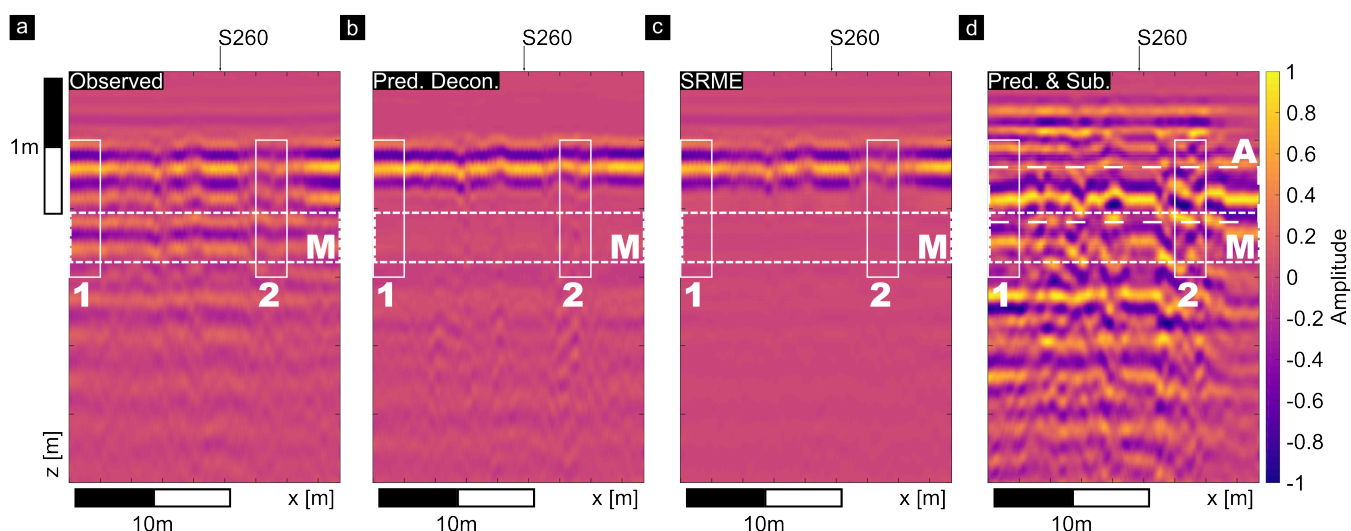 a
b
c
d
S260
S260
S260
S260
Observed
Pred. Decon.
SRME
Pred. & Sub.
1m
A
M
M
M
M
1
2
1
2
1
2
1
2
z [m]
x [m]
x [m]
x [m]
x [m]
10m
10m
10m
10m
1
0.8
0.6
0.4
0.2
0
-0.2
-0.4
-0.6
-0.8
-1
Amplitude